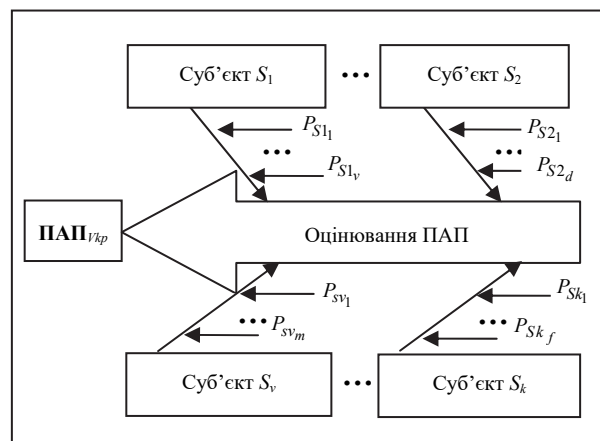 Суб’єкт S1 ••• Суб’єкт S2
PS11
PS21
•••
•••
PS1v
PS2d
ПАПVkp
Оцінювання ПАП
Psv1
PSk1
•••
•••
Psvm
PSkf
Суб’єкт Sv ••• Суб’єкт Sk